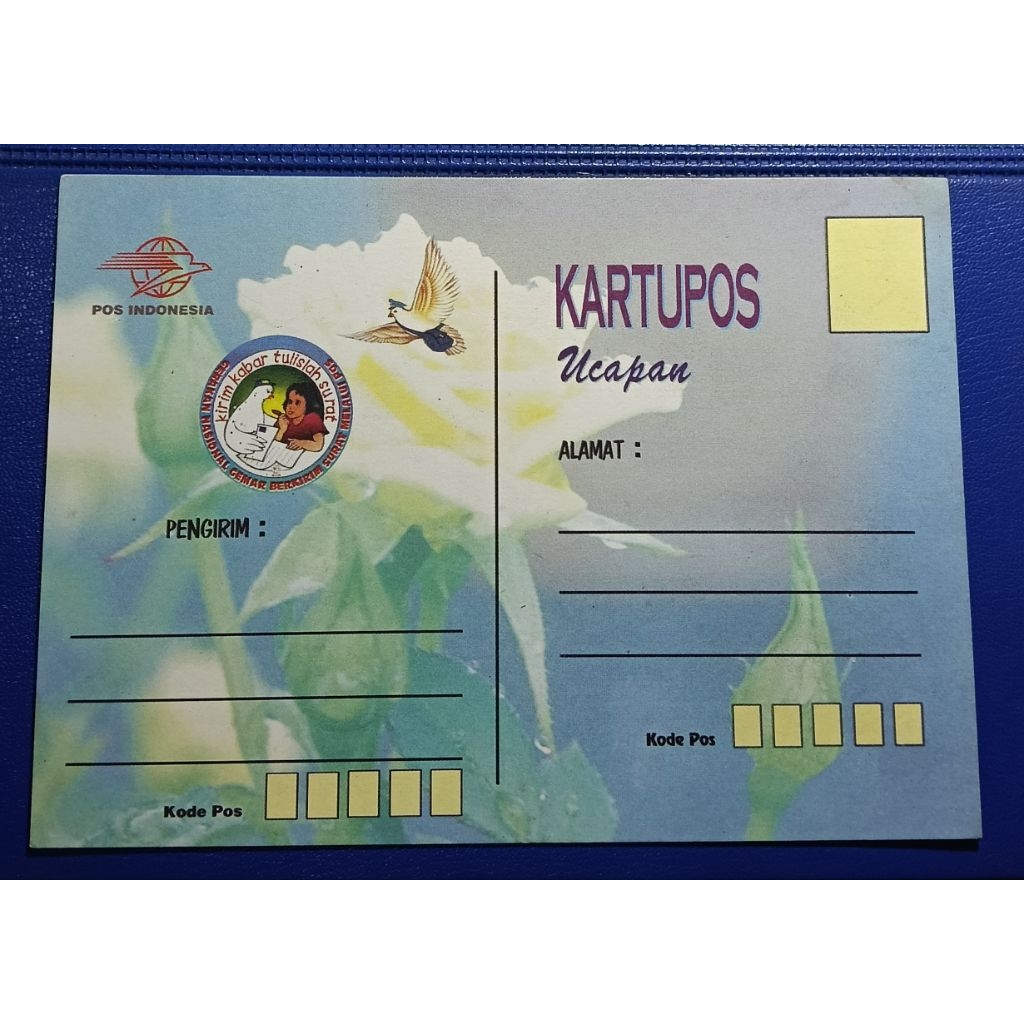 POS INDONESIA
kirim kabar tulislah surat
GERAKAN NASIONAL GEMAR BERKIRIM SURAT MELALUI POS
PENGIRIM :
Kode Pos
KARTUPOS
Ucapan
ALAMAT :
Kode Pos